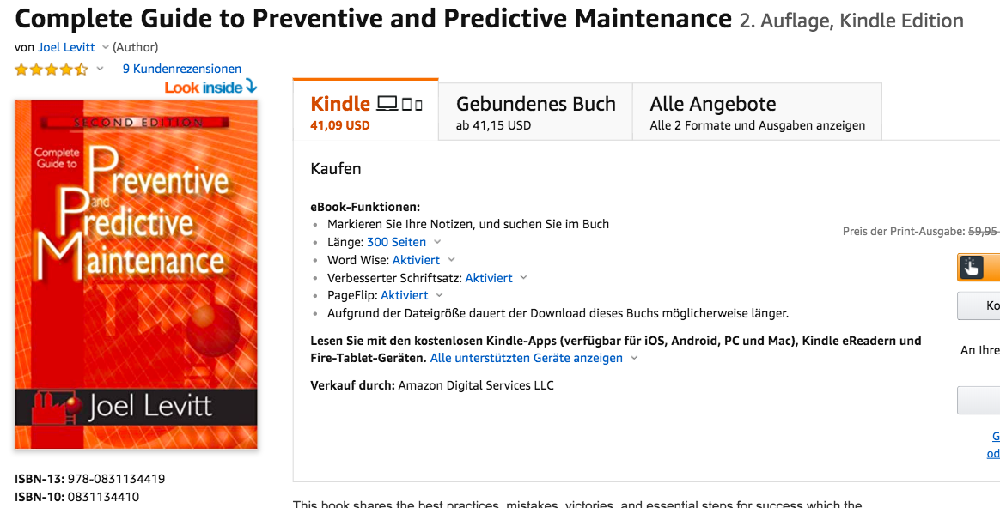 Complete Guide to Preventive and Predictive Maintenance 2. Auflage, Kindle Edition
von Joel Levitt (Author)
9 Kundenrezensionen
Look inside
SECOND EDITION
Complete
Guide to
Preventive
and
Predictive
Maintenance
Joel Levitt
ISBN-13: 978-0831134419
ISBN-10: 0831134410
Kindle
41,09 USD
Gebundenes Buch
ab 41,15 USD
Alle Angebote
Alle 2 Formate und Ausgaben anzeigen
Kaufen
eBook-Funktionen:
Markieren Sie Ihre Notizen, und suchen Sie im Buch
Länge: 300 Seiten
Word Wise: Aktiviert
Verbesserter Schriftsatz: Aktiviert
PageFlip: Aktiviert
Aufgrund der Dateigröße dauert der Download dieses Buchs möglicherweise länger.
Lesen Sie mit den kostenlosen Kindle-Apps (verfügbar für iOS, Android, PC und Mac), Kindle eReadern und
Fire-Tablet-Geräten. Alle unterstützten Geräte anzeigen
Verkauf durch: Amazon Digital Services LLC
This book shares the best practices, mistakes, victories, and essential steps for success which the
Preis der Print-Ausgabe: 59,95
Ko
An Ihre
G
od